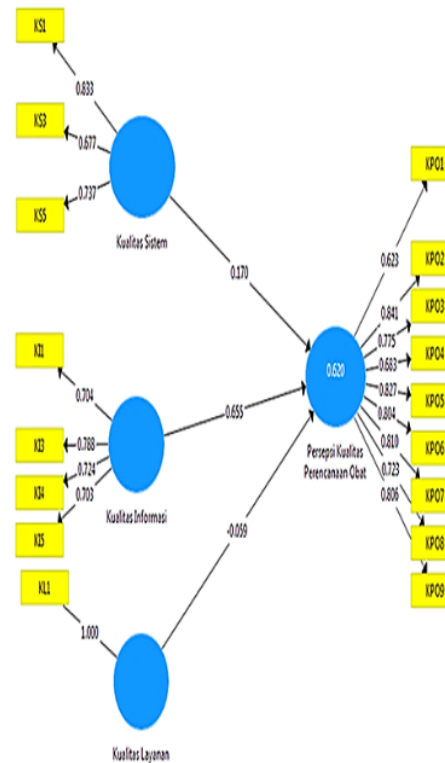 KS1
0.833
KS3
0.677
KS5
0.737
Kualitas Sistem
0.170
KI1
0.704
KI3
0.788
KI4
0.724
KI5
0.703
Kualitas Informasi
0.655
KL1
1.000
Kualitas Layanan
-0.059
0.620
Persepsi Kualitas
Perencanaan Obat
KPO1
0.623
KPO2
0.841
KPO3
0.775
KPO4
0.683
KPO5
0.827
KPO6
0.804
KPO7
0.810
KPO8
0.723
KPO9
0.806